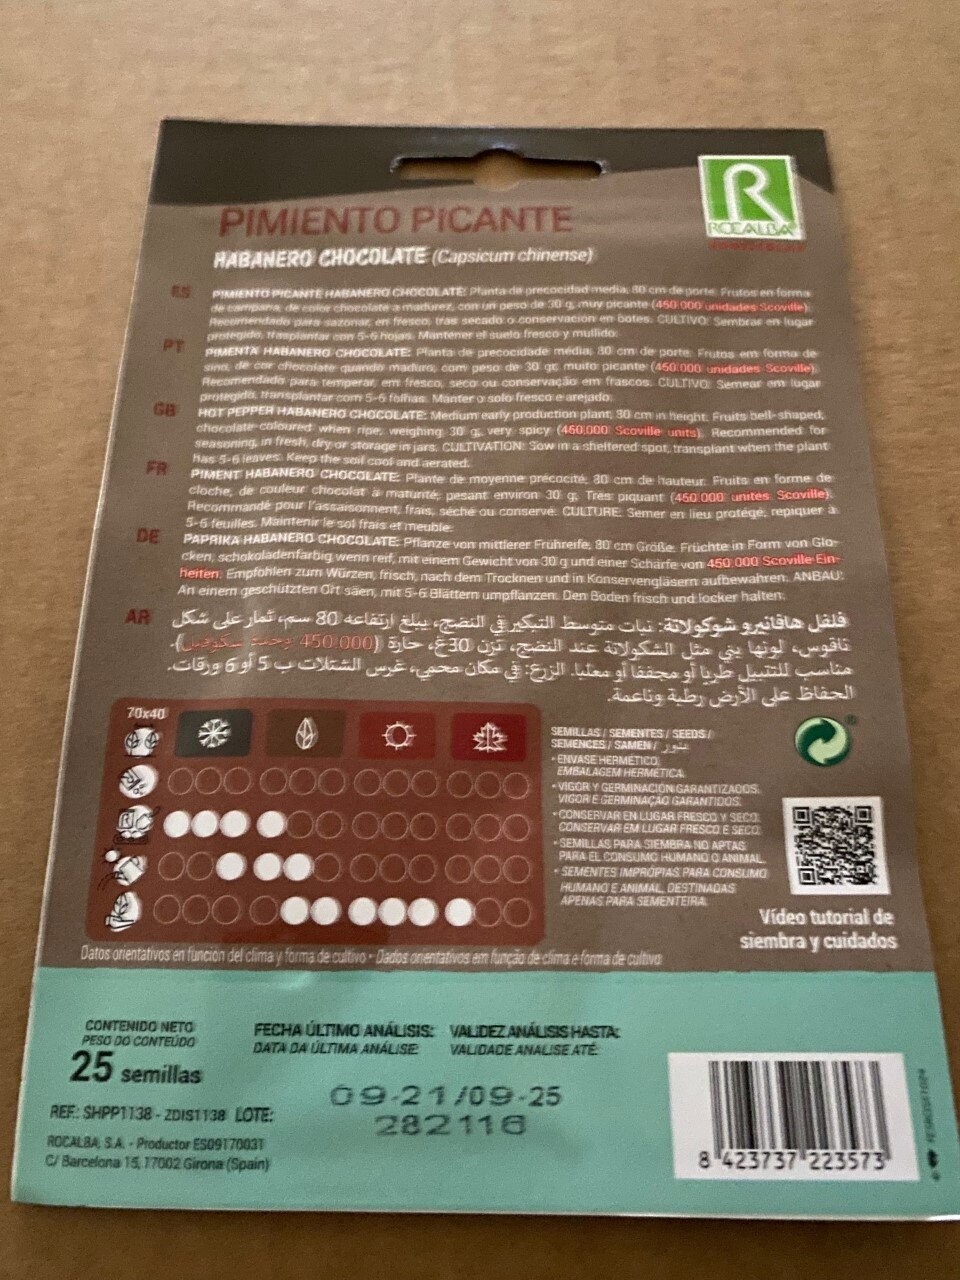 PIMIENTO PICANTE
ROCALBA
HABANERO CHOCOLATE (Capsicum chinense)
ES PIMIENTO PICANTE HABANERO CHOCOLATE: Planta de precocidad media, 80 cm de porte. Frutos en forma
de campana, de color chocolate a madurez, con un peso de 30 g, muy picante (450.000 unidades Scoville).
Recomendado para sazonar, en fresco, tras secado o conservación en botes. CULTIVO: Sembrar en lugar
protegido, trasplantar con 5-6 hojas. Mantener el suelo fresco y mullido.
PT PIMENTA HABANERO CHOCOLATE: Planta de precocidade média, 80 cm de porte. Frutos em forma de
sino, de cor chocolate quando maduro, com peso de 30 gr, muito picante (450.000 unidades Scoville).
Recomendado para temperar, em fresco, seco ou conservação em frascos. CULTIVO: Semear em lugar
protegido, transplantar com 5-6 folhas. Manter o solo fresco e arejado.
GB HOT PEPPER HABANERO CHOCOLATE: Medium early production plant, 80 cm in height. Fruits bell-shaped,
chocolate-coloured when ripe, weighing 30 g, very spicy (450.000 Scoville units). Recommended for
seasoning, in fresh, dry or storage in jars. CULTIVATION: Sow in a sheltered spot, transplant when the plant
has 5-6 leaves. Keep the soil cool and aerated.
FR PIMENT HABANERO CHOCOLATE: Plante de moyenne précocité, 80 cm de hauteur. Fruits en forme de
cloche, de couleur chocolat à maturité, pesant environ 30 g. Très piquant (450.000 unités Scoville).
Recommandé pour l'assaisonnement, frais, séché ou conservé. CULTURE: Semer en lieu protégé, repiquer à
5-6 feuilles. Maintenir le sol frais et meuble.
DE PAPRIKA HABANERO CHOCOLATE: Pflanze von mittlerer Frühreife, 80 cm Größe. Früchte in Form von Glo-
cken, schokoladenfarbig wenn reif, mit einem Gewicht von 30 g und einer Schärfe von 450.000 Scoville-Ein-
heiten. Empfohlen zum Würzen, frisch, nach dem Trocknen und in Konservengläsern aufbewahren. ANBAU:
An einem geschützten Ort säen, mit 5-6 Blättern umpflanzen. Den Boden frisch und locker halten.
AR فلفل هافانيرو شوكولاتة: نبات متوسط التبكير في النضج، يبلغ ارتفاعه 80 سم، ثمار على شكل
ناقوس، لونها بني مثل الشكولاتة عند النضج، تزن 30غ، حارة (450.000 وحدة سكوفيل).
مناسب للتتبيل طريا أو مجففا أو معلبا. الزرع: في مكان محمي، غرس الشتلات ب 5 أو 6 ورقات.
الحفاظ على الأرض رطبة وناعمة.
70x40
SEMILLAS / SEMENTES / SEEDS /
SEMENCES / SAMEN / بذور
• ENVASE HERMÉTICO.
EMBALAGEM HERMÉTICA.
• VIGOR Y GERMINACIÓN GARANTIZADOS.
VIGOR E GERMINAÇÃO GARANTIDOS.
• CONSERVAR EN LUGAR FRESCO Y SECO.
CONSERVAR EM LUGAR FRESCO E SECO.
• SEMILLAS PARA SIEMBRA NO APTAS
PARA EL CONSUMO HUMANO O ANIMAL.
• SEMENTES IMPRÓPIAS PARA CONSUMO
HUMANO E ANIMAL, DESTINADAS
APENAS PARA SEMENTEIRA.
Vídeo tutorial de
siembra y cuidados
Datos orientativos en función del clima y forma de cultivo • Dados orientativos em função de clima e forma de cultivo
CONTENIDO NETO
PESO DO CONTEÚDO
25 semillas
FECHA ÚLTIMO ANÁLISIS: VALIDEZ ANÁLISIS HASTA:
DATA DA ÚLTIMA ANÁLISE: VALIDADE ANALISE ATÉ:
09-21/09-25
282116
REF.: SHPP1138 - ZDIS1138 LOTE:
ROCALBA, S.A. - Productor ES09170031
C/ Barcelona 15, 17002 Girona (Spain)
8 423737 223573